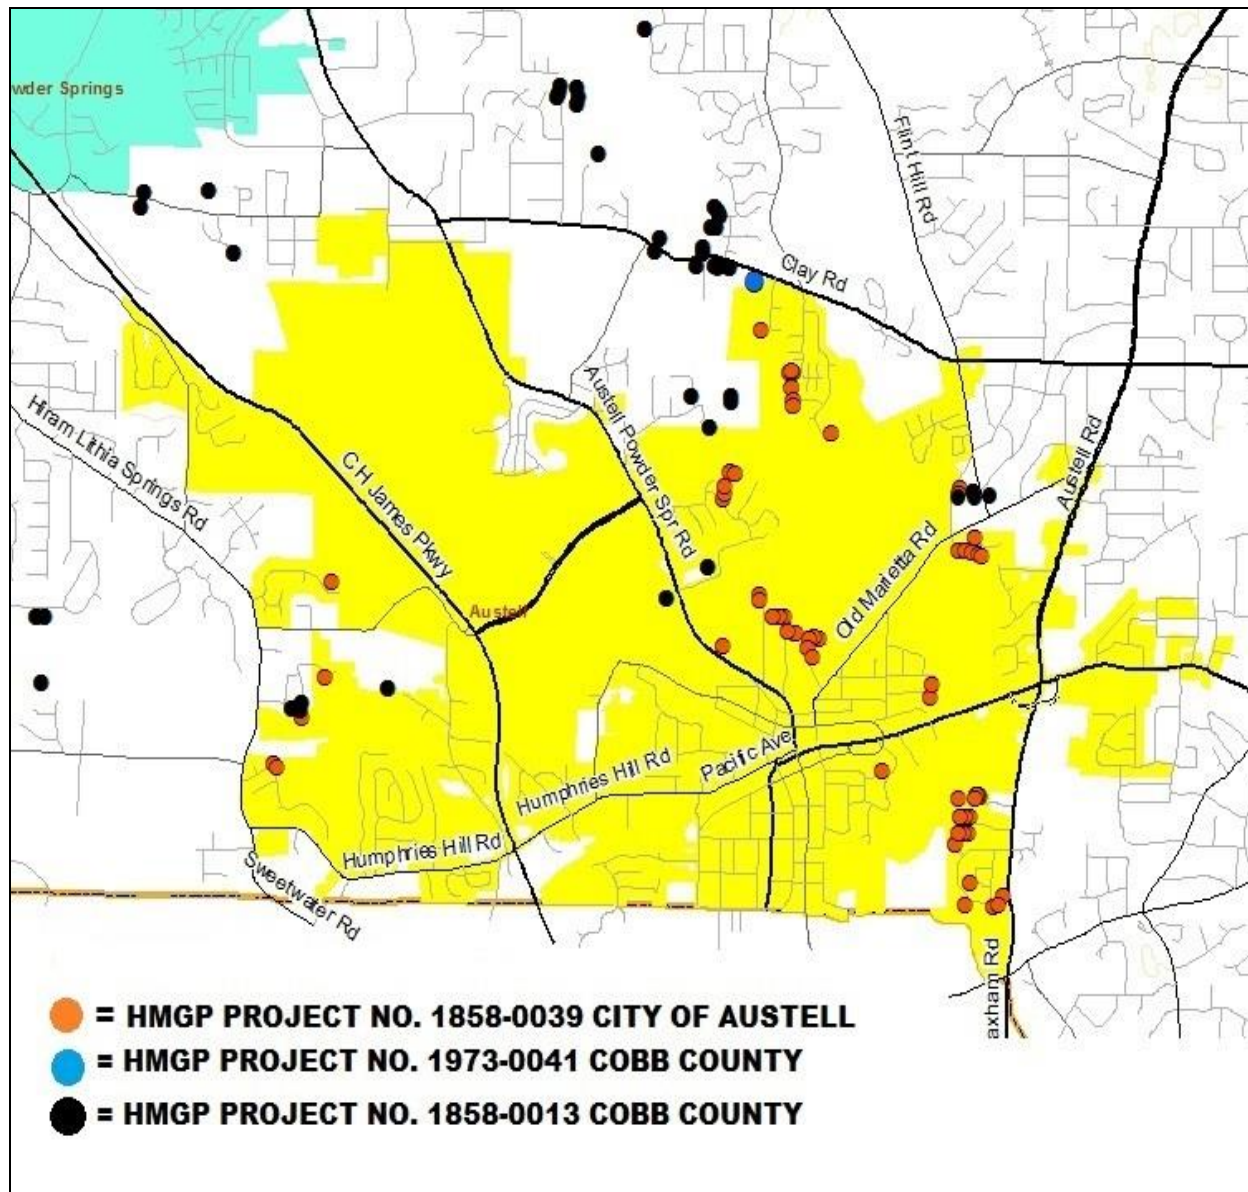 wder Springs
Flint Hill Rd
Clay Rd
Austell Powder Spr Rd
Hiram Lithia Springs Rd
C H James Pkwy
Austell Rd
Old Marietta Rd
Austell
Pacific Ave
Humphries Hill Rd
Humphries Hill Rd
Sweetwater Rd
axham Rd
= HMGP PROJECT NO. 1858-0039 CITY OF AUSTELL
= HMGP PROJECT NO. 1973-0041 COBB COUNTY
= HMGP PROJECT NO. 1858-0013 COBB COUNTY